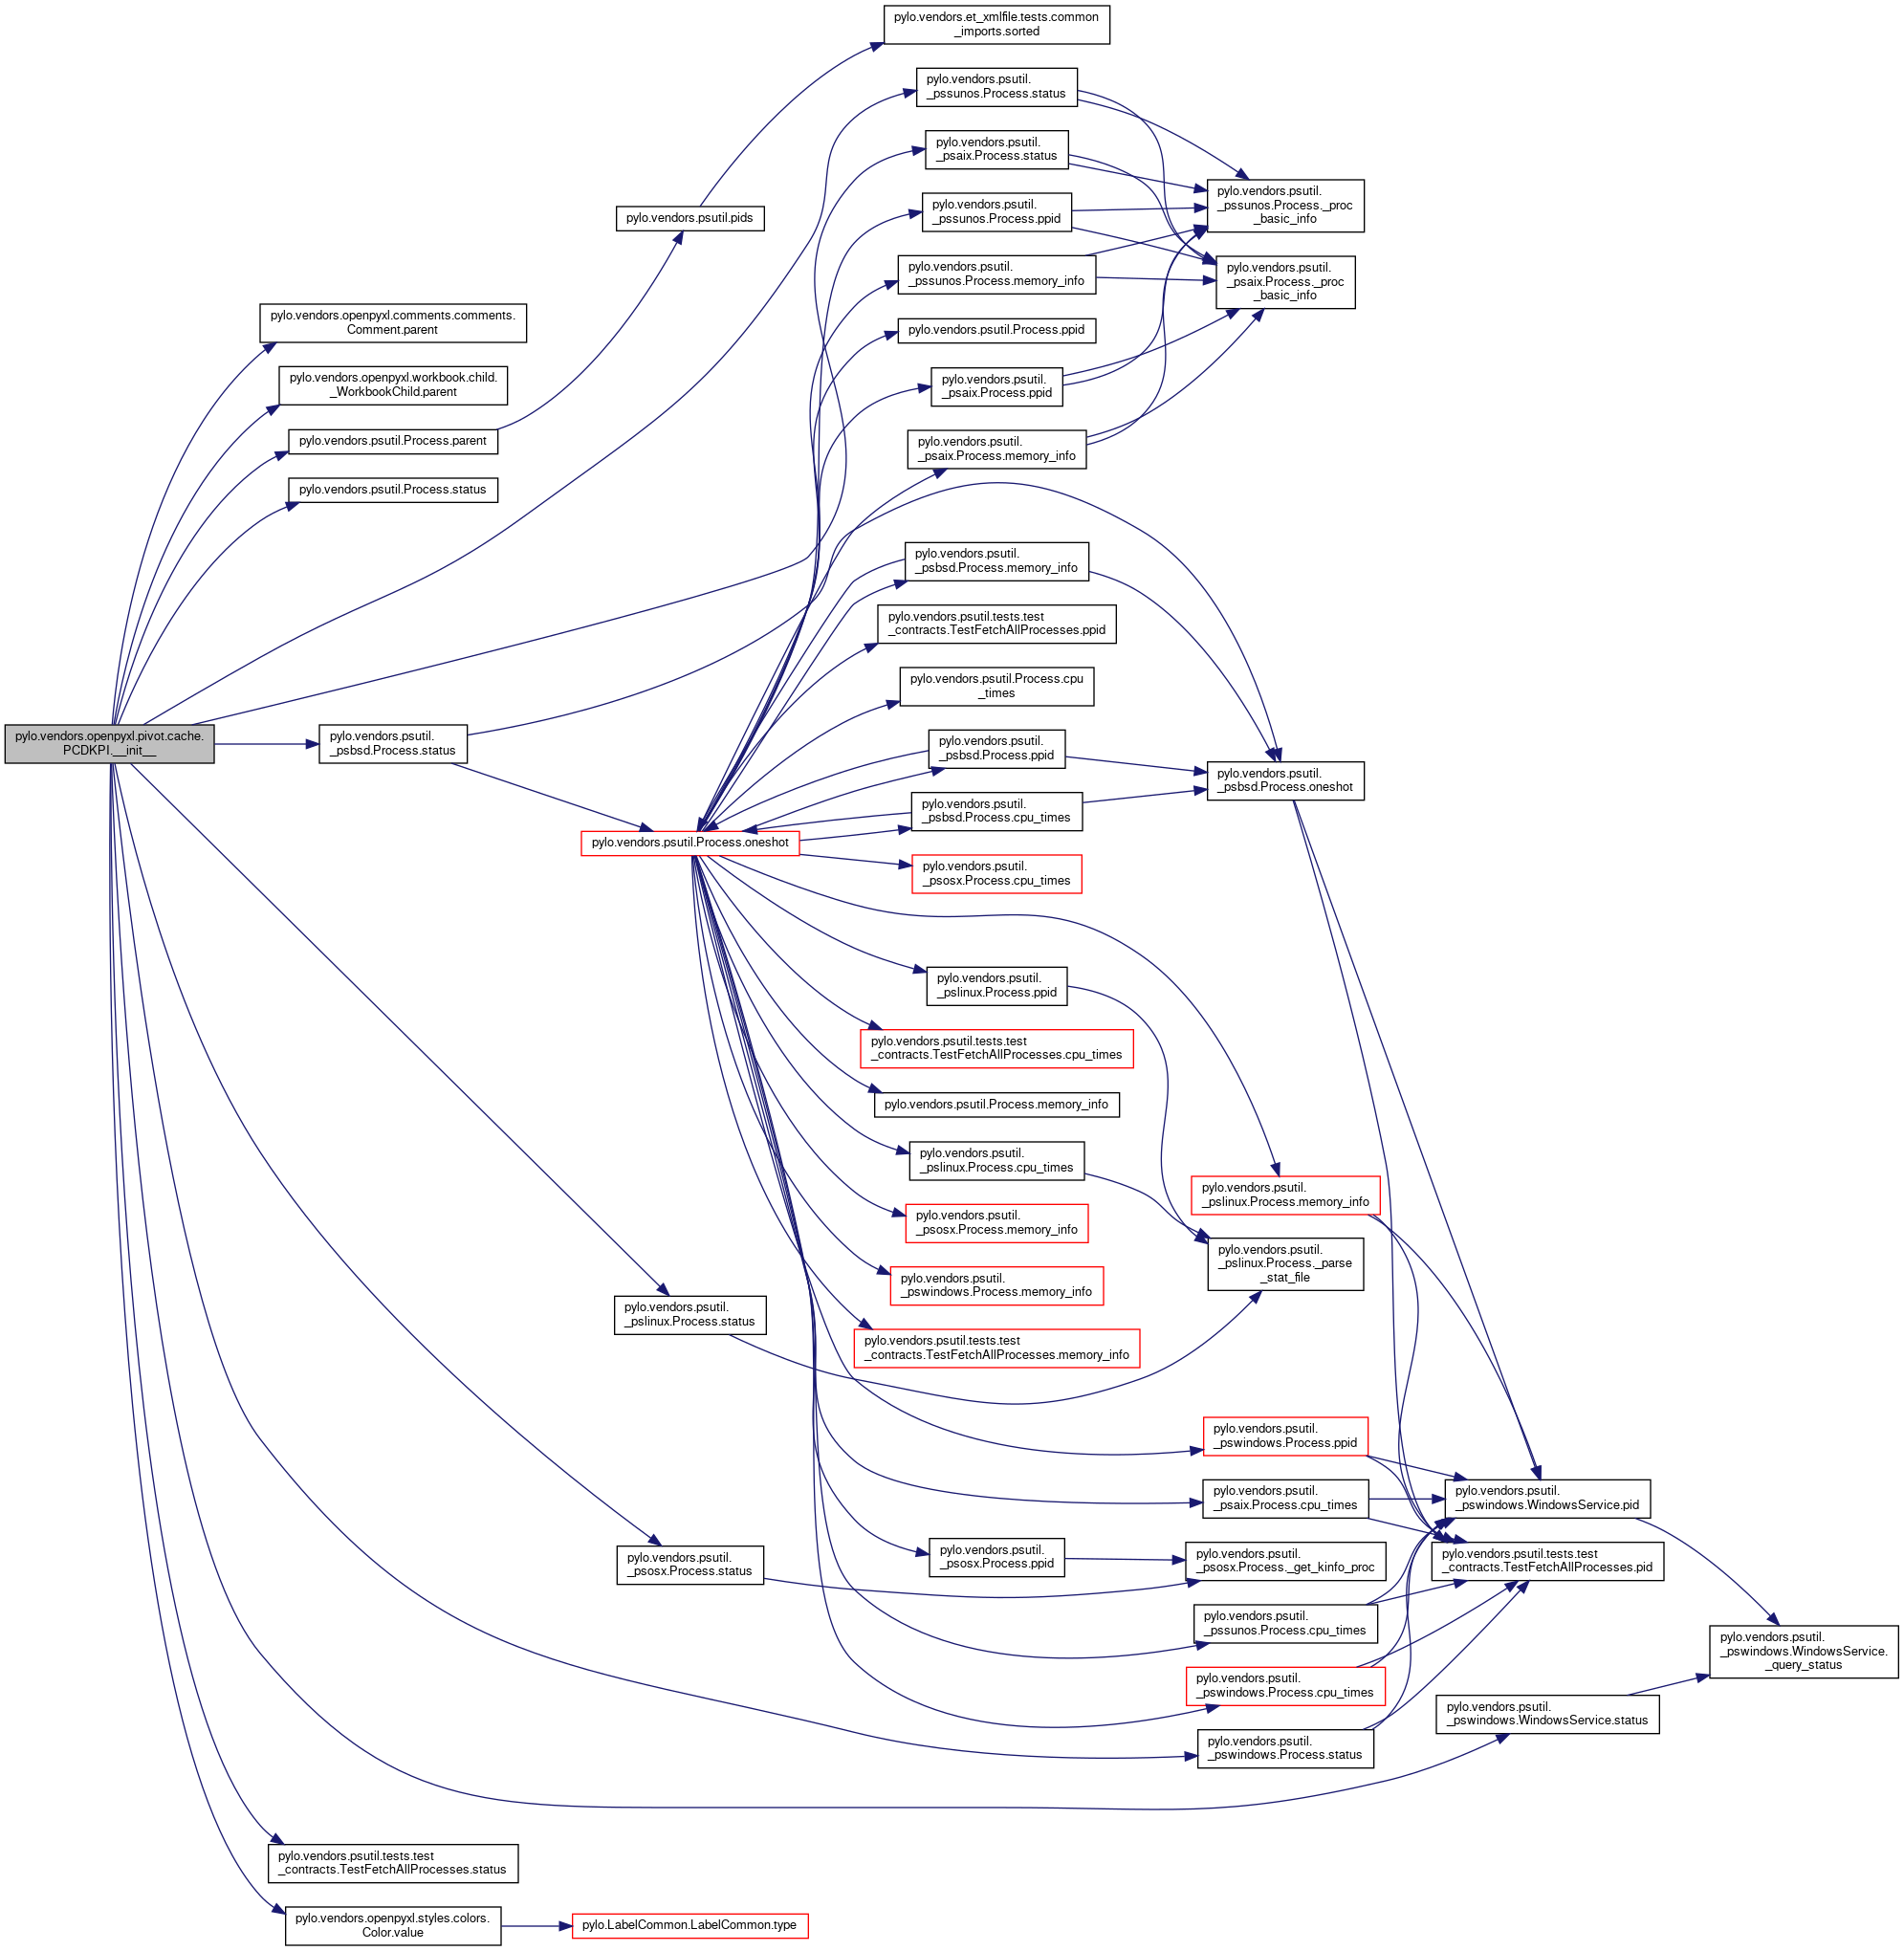 pylo.vendors.openpyxl.pivot.cache.
PCDKPI.__init__
pylo.vendors.openpyxl.comments.comments.
Comment.parent
pylo.vendors.openpyxl.workbook.child.
_WorkbookChild.parent
pylo.vendors.psutil.Process.parent
pylo.vendors.psutil.Process.status
pylo.vendors.psutil.
_psbsd.Process.status
pylo.vendors.psutil.tests.test
_contracts.TestFetchAllProcesses.status
pylo.vendors.openpyxl.styles.colors.
Color.value
pylo.vendors.psutil.pids
pylo.vendors.psutil.Process.oneshot
pylo.vendors.psutil.
_pslinux.Process.status
pylo.vendors.psutil.
_psosx.Process.status
pylo.LabelCommon.LabelCommon.type
pylo.vendors.et_xmlfile.tests.common
_imports.sorted
pylo.vendors.psutil.
_pssunos.Process.status
pylo.vendors.psutil.
_psaix.Process.status
pylo.vendors.psutil.
_pssunos.Process.ppid
pylo.vendors.psutil.
_pssunos.Process.memory_info
pylo.vendors.psutil.Process.ppid
pylo.vendors.psutil.
_psaix.Process.ppid
pylo.vendors.psutil.
_psaix.Process.memory_info
pylo.vendors.psutil.
_psbsd.Process.memory_info
pylo.vendors.psutil.tests.test
_contracts.TestFetchAllProcesses.ppid
pylo.vendors.psutil.Process.cpu
_times
pylo.vendors.psutil.
_psbsd.Process.ppid
pylo.vendors.psutil.
_psbsd.Process.cpu_times
pylo.vendors.psutil.
_psosx.Process.cpu_times
pylo.vendors.psutil.
_pslinux.Process.ppid
pylo.vendors.psutil.tests.test
_contracts.TestFetchAllProcesses.cpu_times
pylo.vendors.psutil.Process.memory_info
pylo.vendors.psutil.
_pslinux.Process.cpu_times
pylo.vendors.psutil.
_psosx.Process.memory_info
pylo.vendors.psutil.
_pswindows.Process.memory_info
pylo.vendors.psutil.tests.test
_contracts.TestFetchAllProcesses.memory_info
pylo.vendors.psutil.
_psosx.Process.ppid
pylo.vendors.psutil.
_pssunos.Process._proc
_basic_info
pylo.vendors.psutil.
_psaix.Process._proc
_basic_info
pylo.vendors.psutil.
_psbsd.Process.oneshot
pylo.vendors.psutil.
_pslinux.Process.memory_info
pylo.vendors.psutil.
_pslinux.Process._parse
_stat_file
pylo.vendors.psutil.
_pswindows.Process.ppid
pylo.vendors.psutil.
_psaix.Process.cpu_times
pylo.vendors.psutil.
_psosx.Process._get_kinfo_proc
pylo.vendors.psutil.
_pssunos.Process.cpu_times
pylo.vendors.psutil.
_pswindows.Process.cpu_times
pylo.vendors.psutil.
_pswindows.Process.status
pylo.vendors.psutil.
_pswindows.WindowsService.pid
pylo.vendors.psutil.tests.test
_contracts.TestFetchAllProcesses.pid
pylo.vendors.psutil.
_pswindows.WindowsService.status
pylo.vendors.psutil.
_pswindows.WindowsService.
_query_status